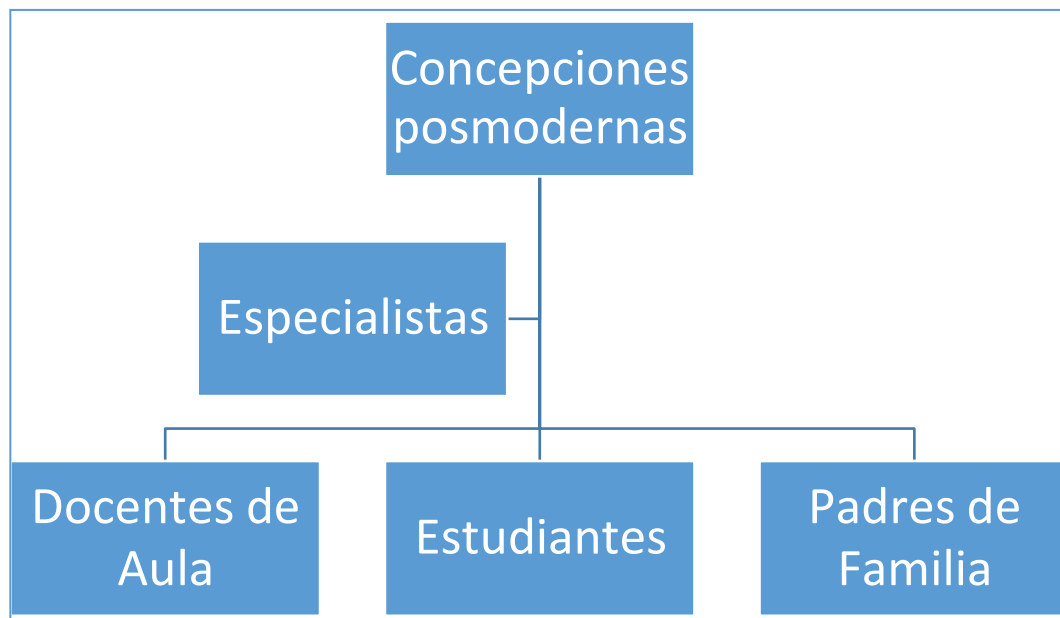 Concepciones
posmodernas
Especialistas
Docentes de
Aula
Estudiantes
Padres de
Familia